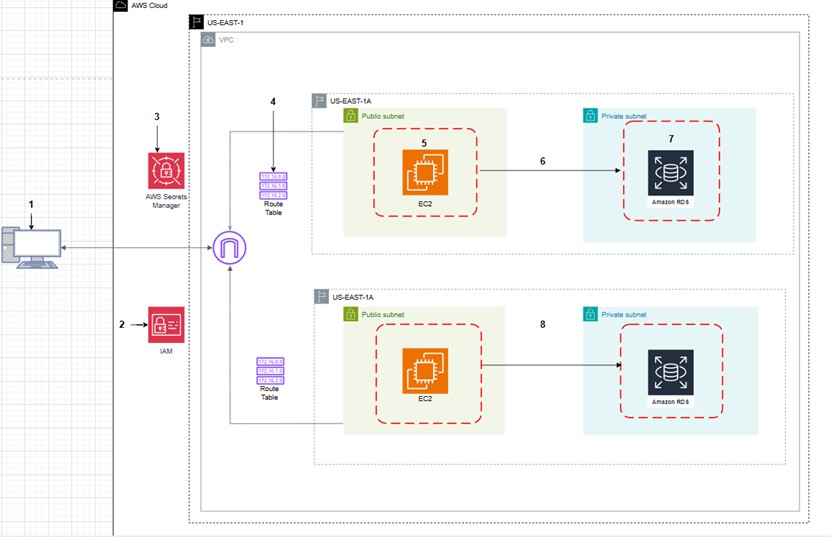 AWS Cloud
US-EAST-1
VPC
4
US-EAST-1A
Public subnet
Private subnet
3
5
7
6
172.16.0.0
172.16.1.0
172.16.2.0
EC2
Amazon RDS
AWS Secrets
Manager
Route
Table
1
US-EAST-1A
Public subnet
Private subnet
2
8
IAM
172.16.0.0
172.16.1.0
172.16.2.0
Route
Table
EC2
Amazon RDS